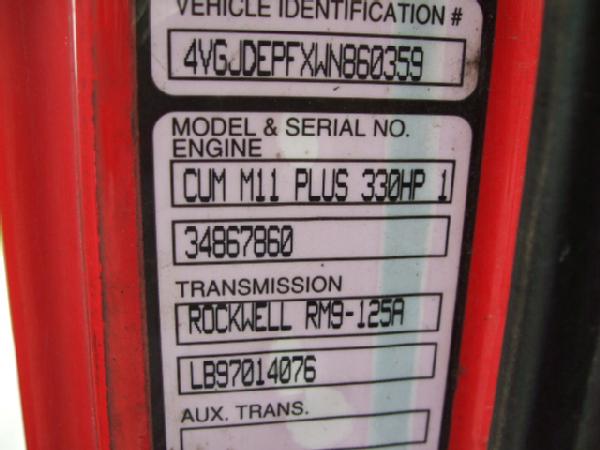 VEHICLE IDENTIFICATION #
4VGJDEPFXWN860359
MODEL & SERIAL NO.
ENGINE
CUM M11 PLUS 330HP 1
34867860
TRANSMISSION
ROCKWELL RM9-125A
LB97014076
AUX. TRANS.